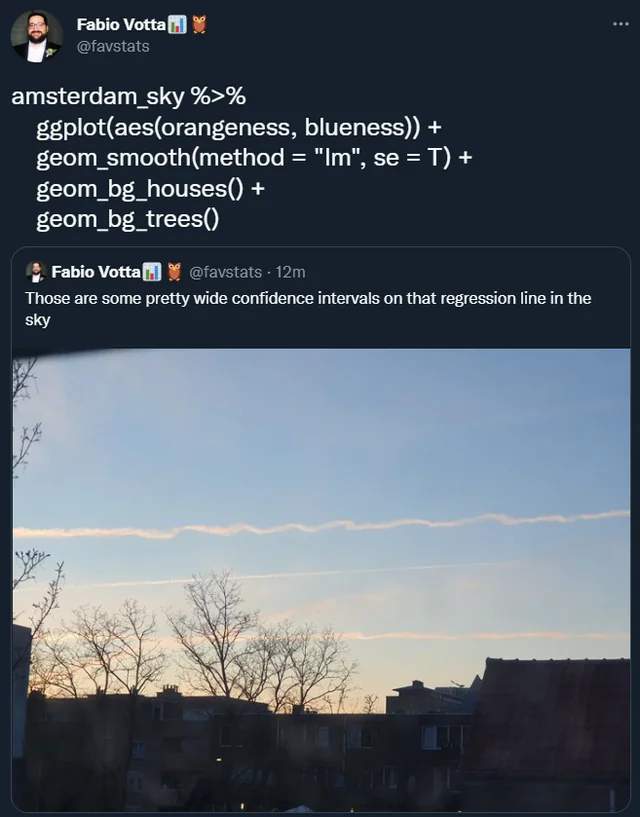 Fabio Votta📊 🦉
@favstats
amsterdam_sky %>%
ggplot(aes(orangeness, blueness)) +
geom_smooth(method = "lm", se = T) +
geom_bg_houses() +
geom_bg_trees()
Fabio Votta📊 🦉 @favstats · 12m
Those are some pretty wide confidence intervals on that regression line in the
sky